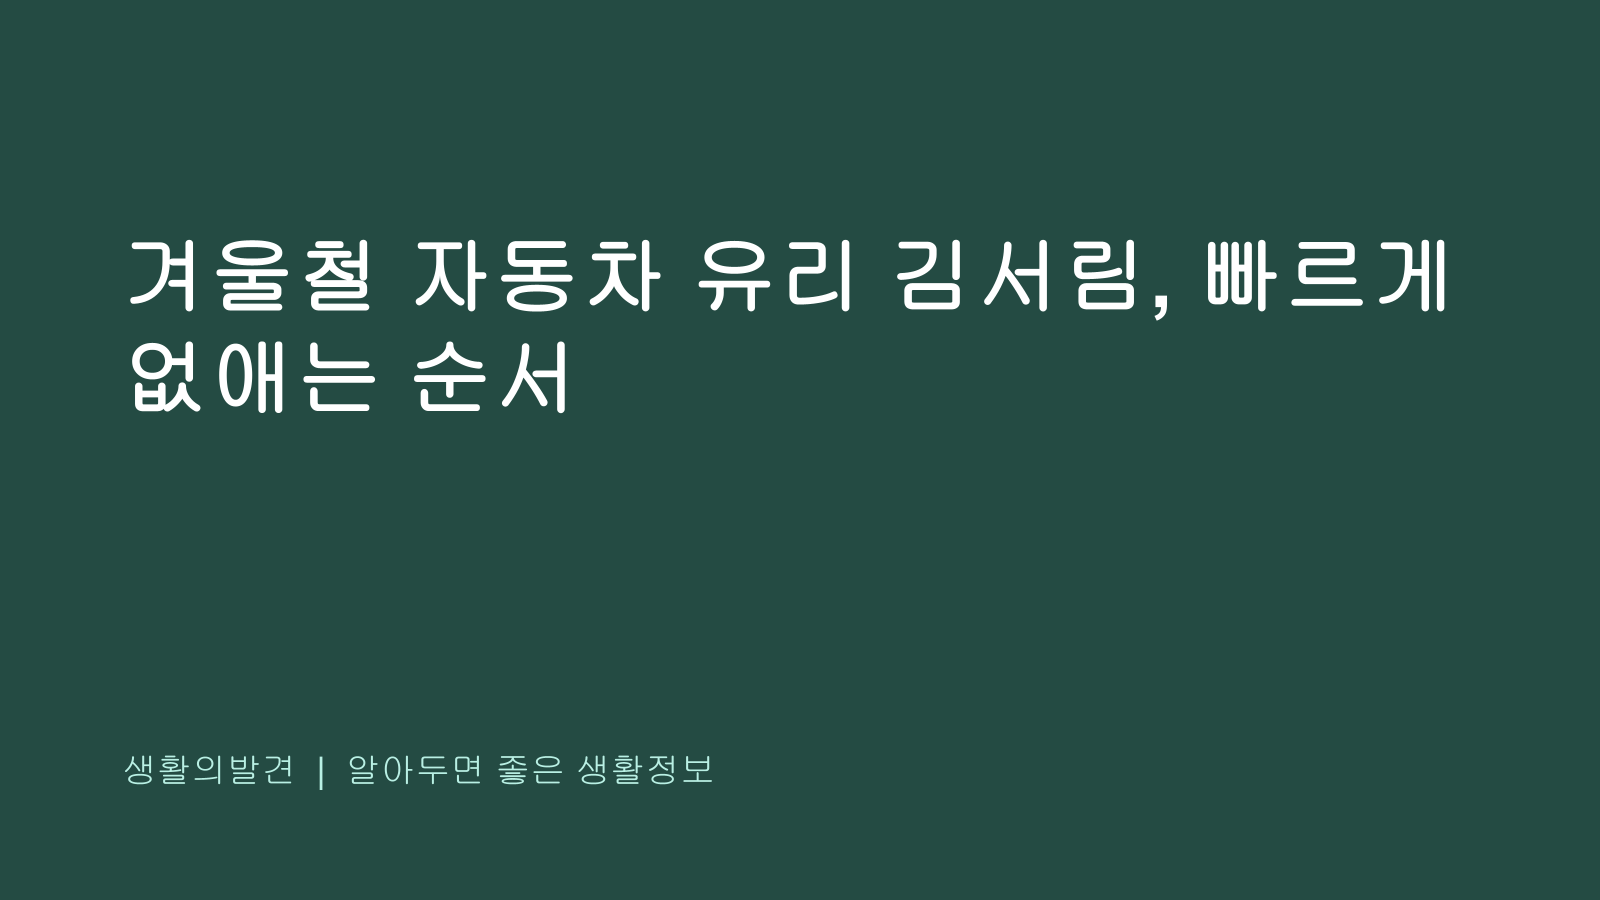 겨울철 자동차 유리 김서림, 빠르게
없애는 순서
생활의발견 | 알아두면 좋은 생활정보